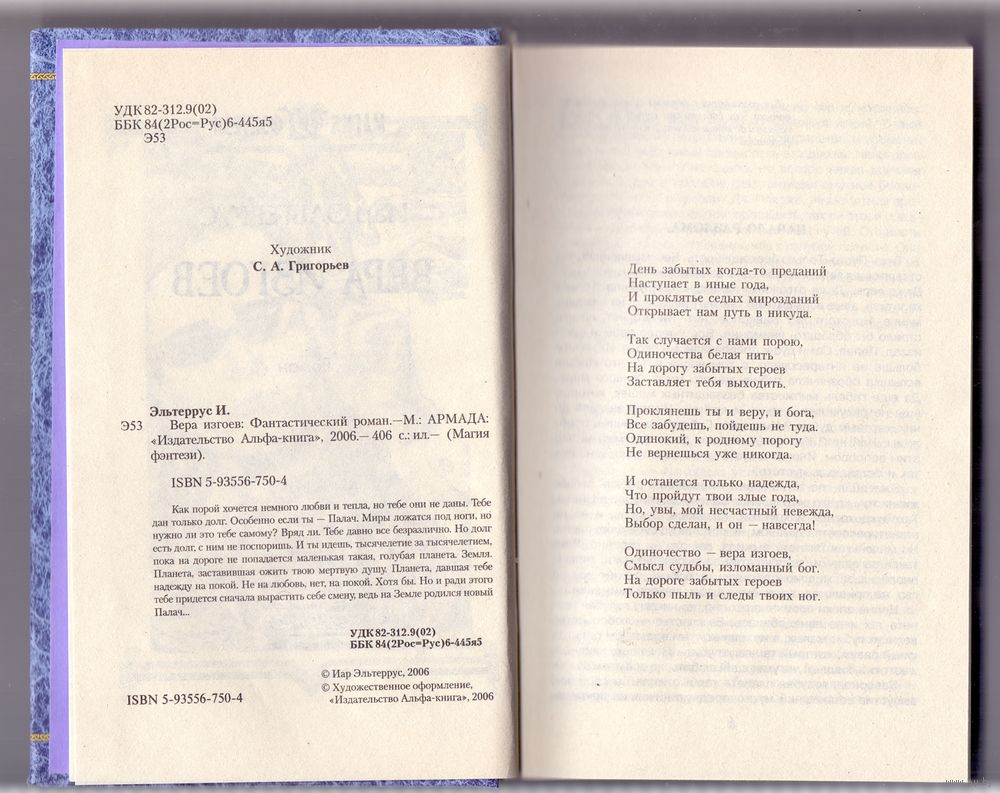 УДК 82-312.9(02)
ББК 84(2Рос=Рус)6-445я5
Э53
Художник
С. А. Григорьев
Эльтеррус И.
Э53 Вера изгоев: Фантастический роман.—М.: АРМАДА:
«Издательство Альфа-книга», 2006.— 406 с.: ил.— (Магия
фэнтези).
ISBN 5-93556-750-4
Как порой хочется немного любви и тепла, но тебе они не даны. Тебе
дан только долг. Особенно если ты — Палач. Миры ложатся под ноги, но
нужно ли это тебе самому? Вряд ли. Тебе давно все безразлично. Но долг
есть долг, с ним не поспоришь. И ты идешь, тысячелетие за тысячелетием,
пока на дороге не попадается маленькая такая, голубая планета. Земля.
Планета, заставившая ожить твою мертвую душу. Планета, давшая тебе
надежду на покой. Не на любовь, нет, на покой. Хотя бы. Но и ради этого
тебе придется сначала вырастить себе смену, ведь на Земле родился новый
Палач...
УДК 82-312.9(02)
ББК 84(2Рос=Рус)6-445я5
© Иар Эльтеррус, 2006
© Художественное оформление,
ISBN 5-93556-750-4 «Издательство Альфа-книга», 2006
День забытых когда-то преданий
Наступает в иные года,
И проклятье седых мирозданий
Открывает нам путь в никуда.
Так случается с нами порою,
Одиночества белая нить
На дорогу забытых героев
Заставляет тебя выходить.
Проклянешь ты и веру, и бога,
Все забудешь, пойдешь не туда.
Одинокий, к родному порогу
Не вернешься уже никогда.
И останется только надежда,
Что пройдут твои злые года,
Но, увы, мой несчастный невежда,
Выбор сделан, и он — навсегда!
Одиночество — вера изгоев,
Смысл судьбы, изломанный бог.
На дороге забытых героев
Только пыль и следы твоих ног.